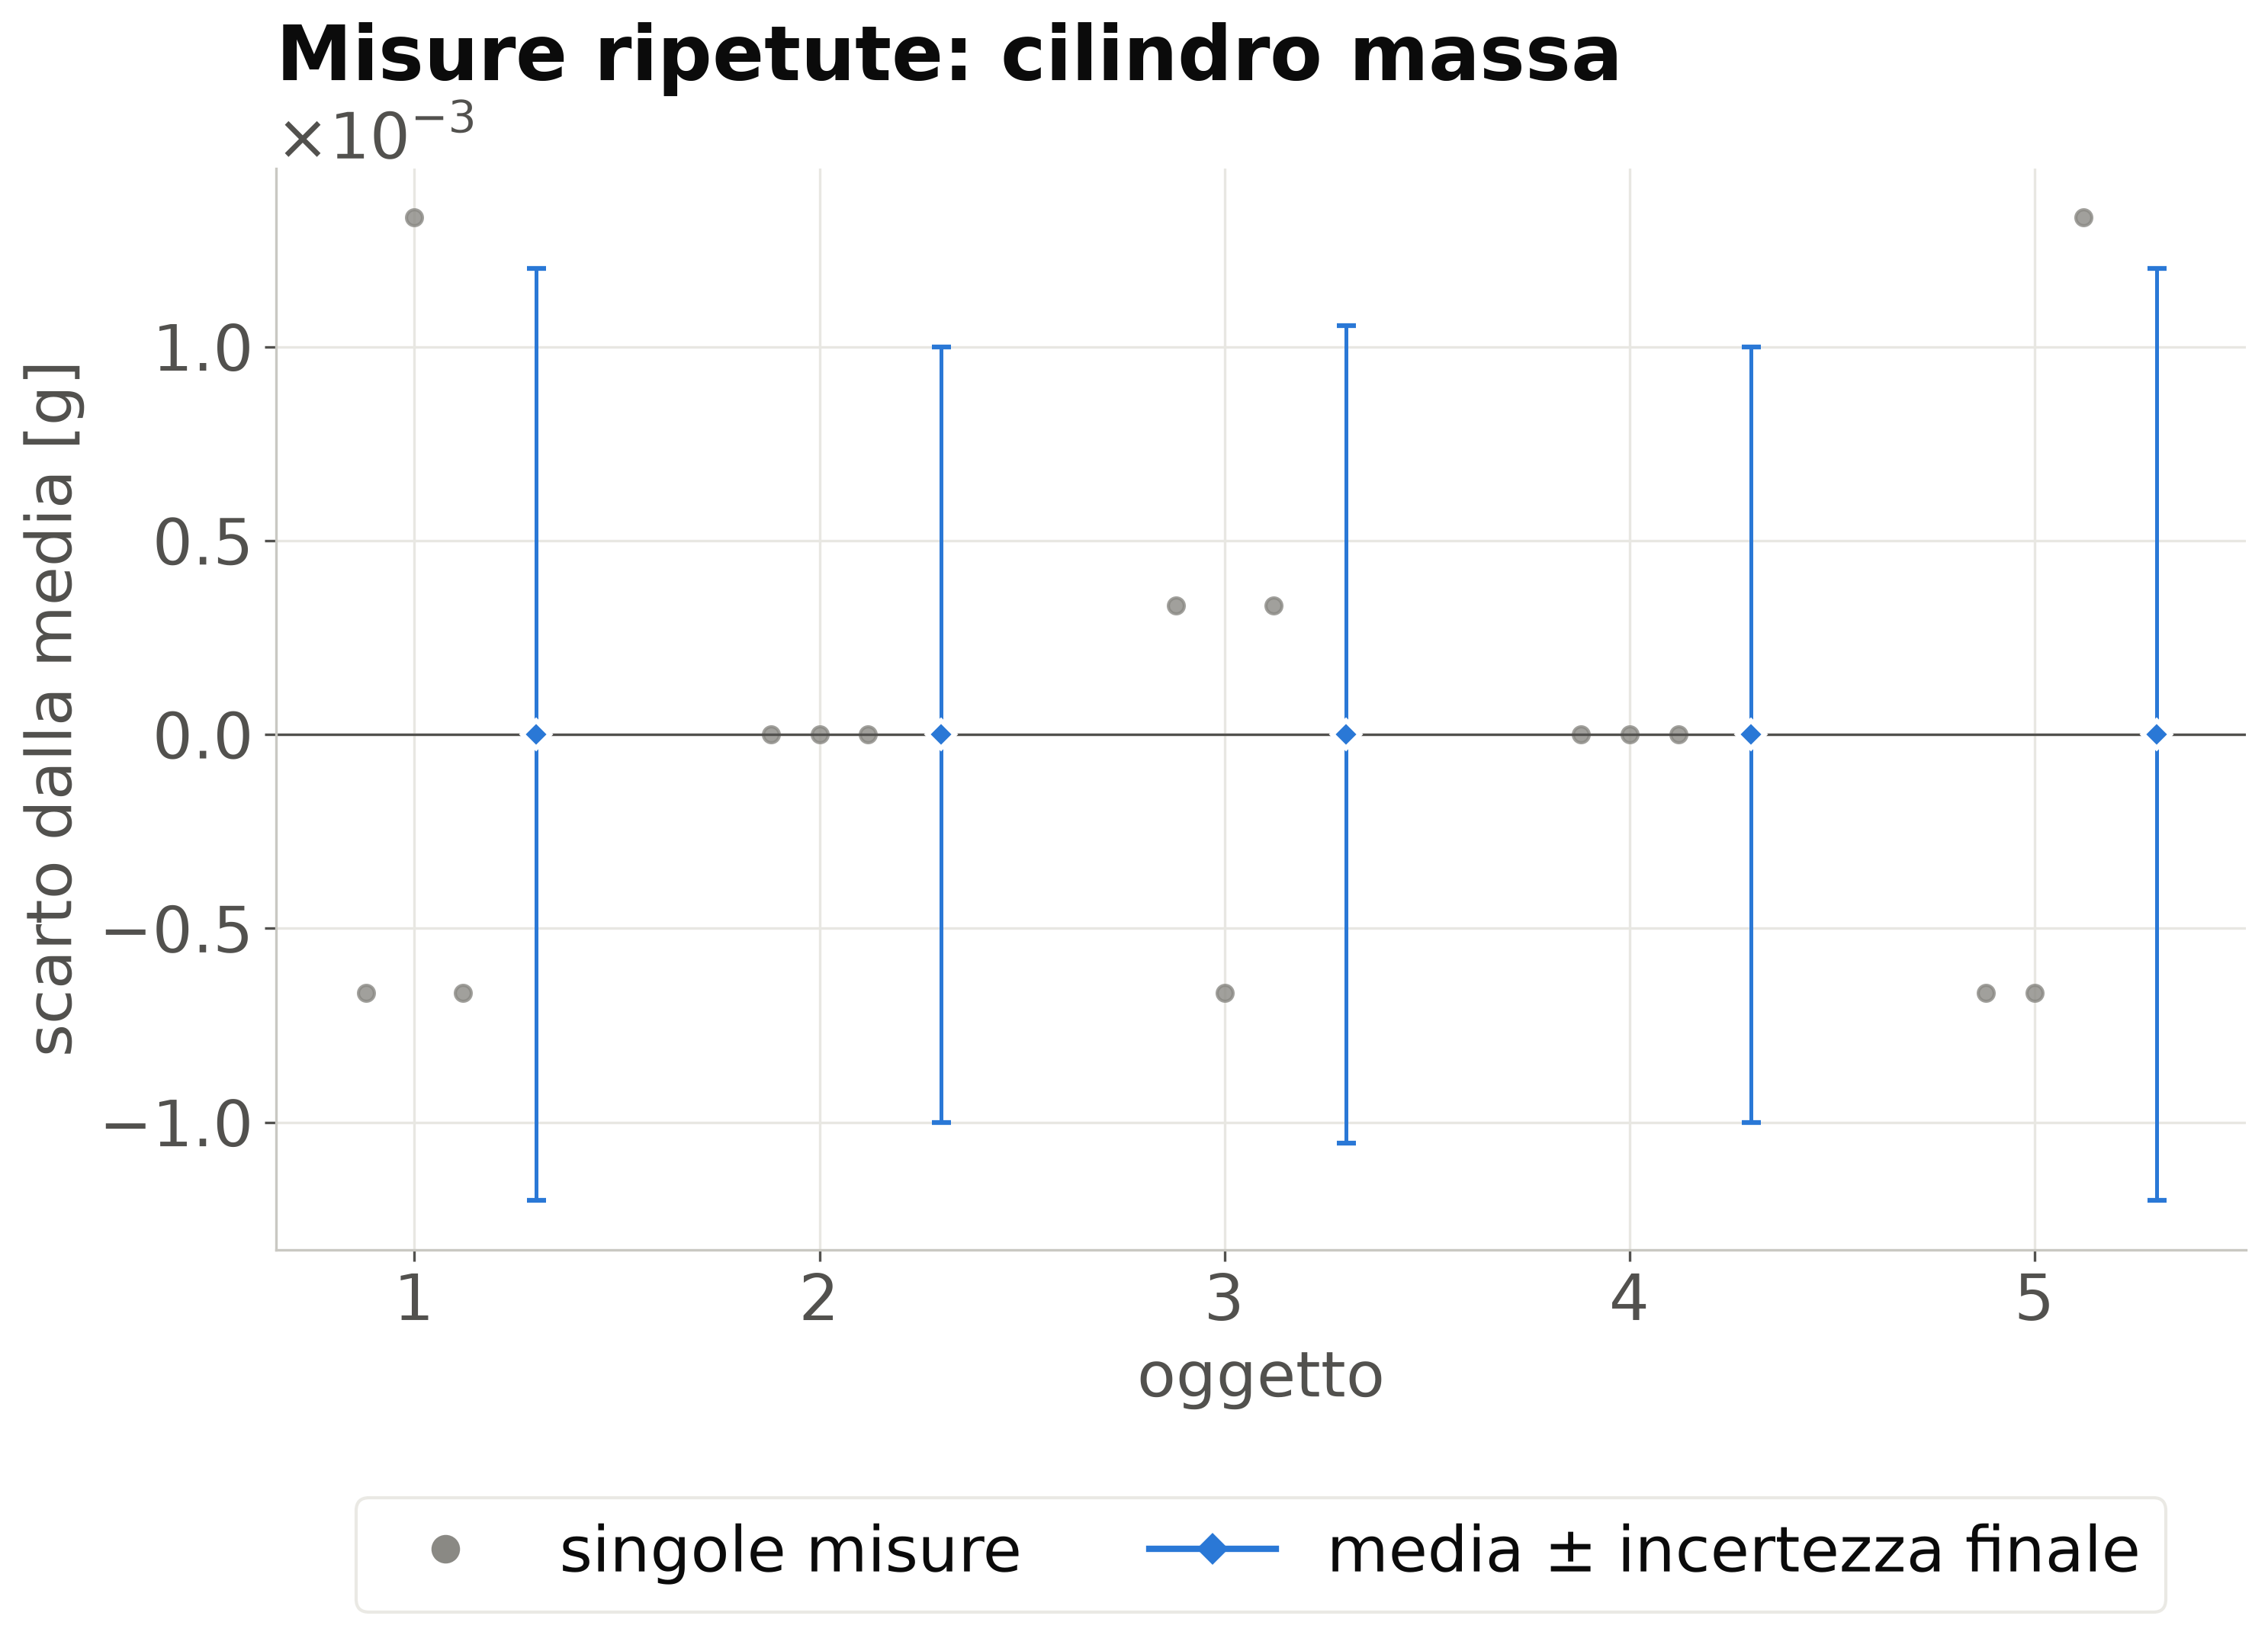 Misure ripetute: cilindro massa
×10⁻³
scarto dalla media [g]
1.0
0.5
0.0
−0.5
−1.0
1 2 3 4 5
oggetto
singole misure media ± incertezza finale